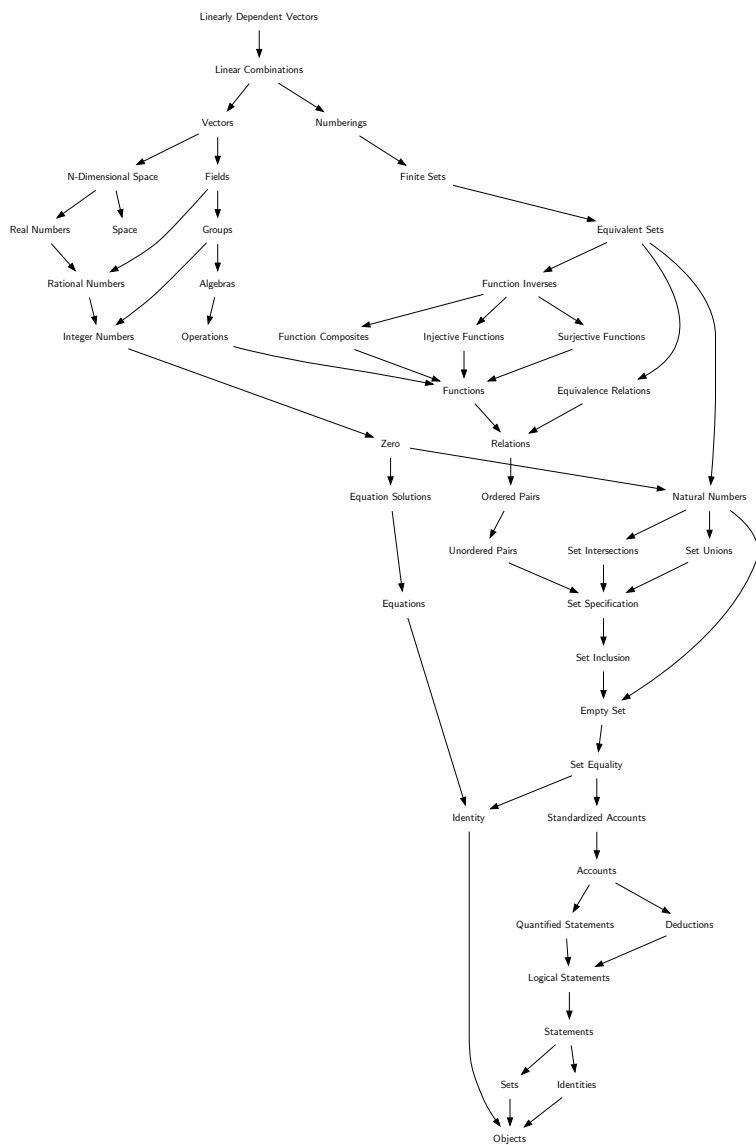 Linearly Dependent Vectors
Linear Combinations
Vectors
Numberings
N-Dimensional Space
Fields
Finite Sets
Real Numbers
Space
Groups
Equivalent Sets
Rational Numbers
Algebras
Function Inverses
Integer Numbers
Operations
Function Composites
Injective Functions
Surjective Functions
Functions
Equivalence Relations
Zero
Relations
Equation Solutions
Ordered Pairs
Natural Numbers
Unordered Pairs
Set Intersections
Set Unions
Equations
Set Specification
Set Inclusion
Empty Set
Set Equality
Identity
Standardized Accounts
Accounts
Quantified Statements
Deductions
Logical Statements
Statements
Sets
Identities
Objects